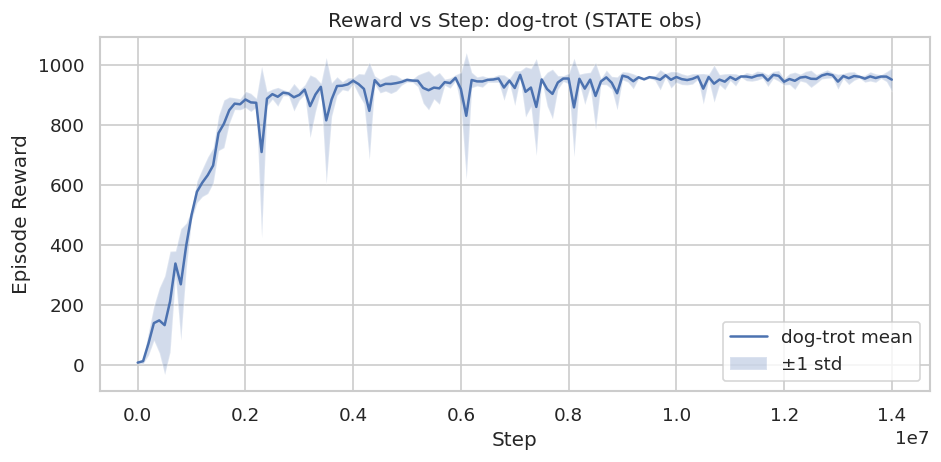 Reward vs Step: dog-trot (STATE obs)
Episode Reward
1000
800
600
400
200
0
dog-trot mean
±1 std
0.0 0.2 0.4 0.6 0.8 1.0 1.2 1.4
1e7
Step